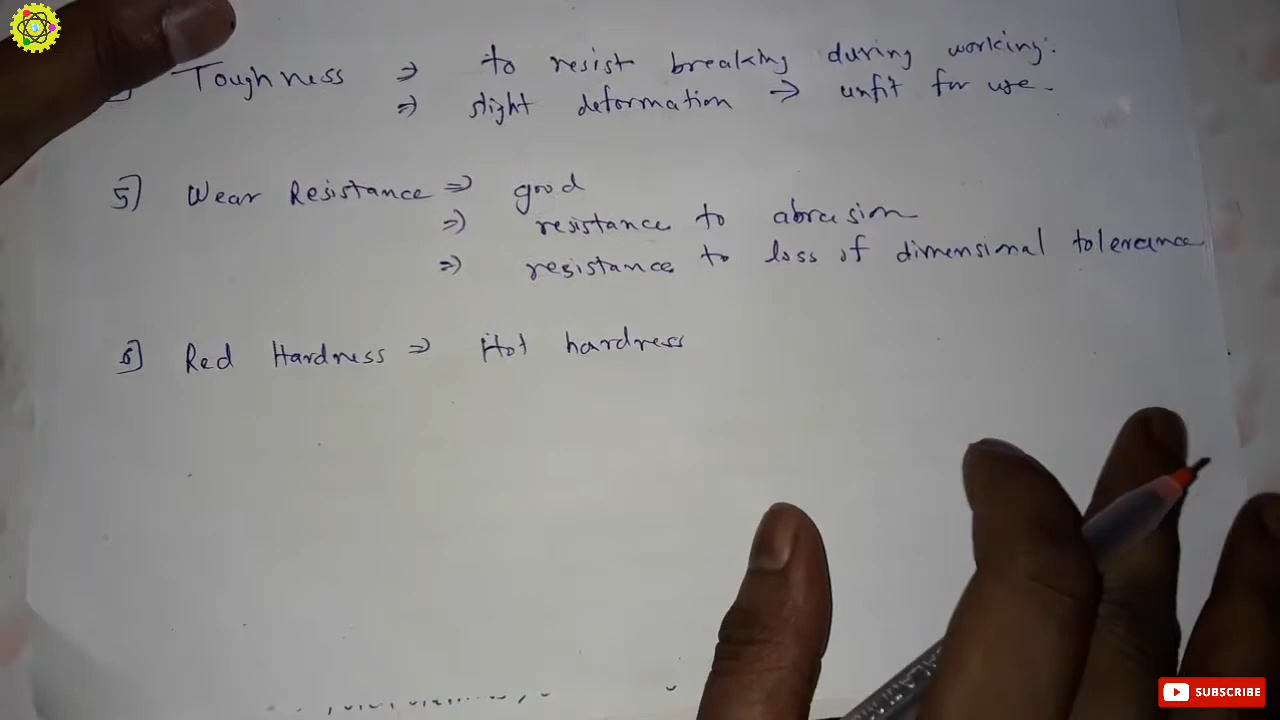 Toughness ⇒ to resist breaking during working.
⇒ slight deformation → unfit for use.
5] Wear Resistance ⇒ good
⇒ resistance to abrasion
⇒ resistance to loss of dimensional tolerance
6] Red Hardness ⇒ Hot hardness
SUBSCRIBE